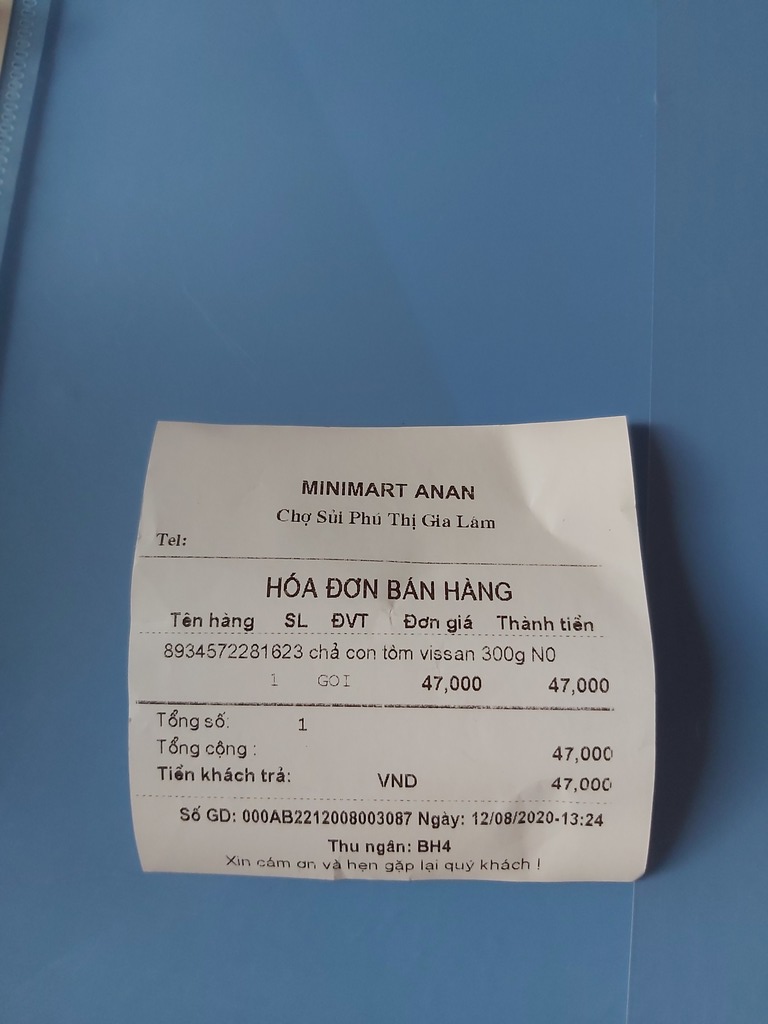 MINIMART ANAN
Chợ Sủi Phú Thị Gia Lâm
Tel:
HÓA ĐƠN BÁN HÀNG
Tên hàng SL ĐVT Đơn giá Thành tiền
8934572281623 chả con tôm vissan 300g N0
1 GOI 47,000 47,000
Tổng số: 1
Tổng cộng : 47,000
Tiền khách trả: VND 47,000
Số GD: 000AB2212008003087 Ngày: 12/08/2020-13:24
Thu ngân: BH4
Xin cám ơn và hẹn gặp lại quý khách !